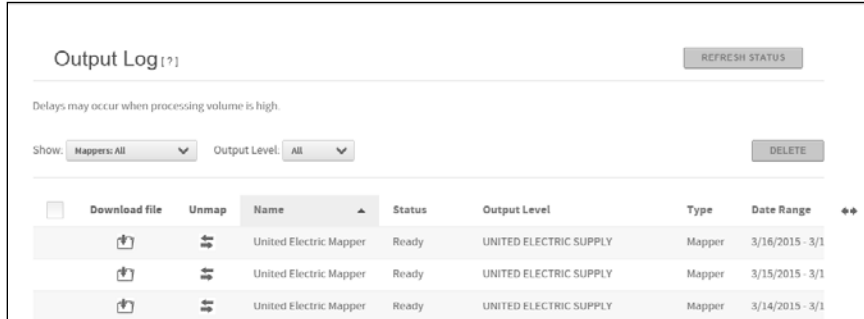 Output Log [?]
REFRESH STATUS
Delays may occur when processing volume is high.
Show: Mappers: All Output Level: All
DELETE
Download file Unmap Name Status Output Level Type Date Range
United Electric Mapper Ready UNITED ELECTRIC SUPPLY Mapper 3/16/2015 - 3/1
United Electric Mapper Ready UNITED ELECTRIC SUPPLY Mapper 3/15/2015 - 3/1
United Electric Mapper Ready UNITED ELECTRIC SUPPLY Mapper 3/14/2015 - 3/1